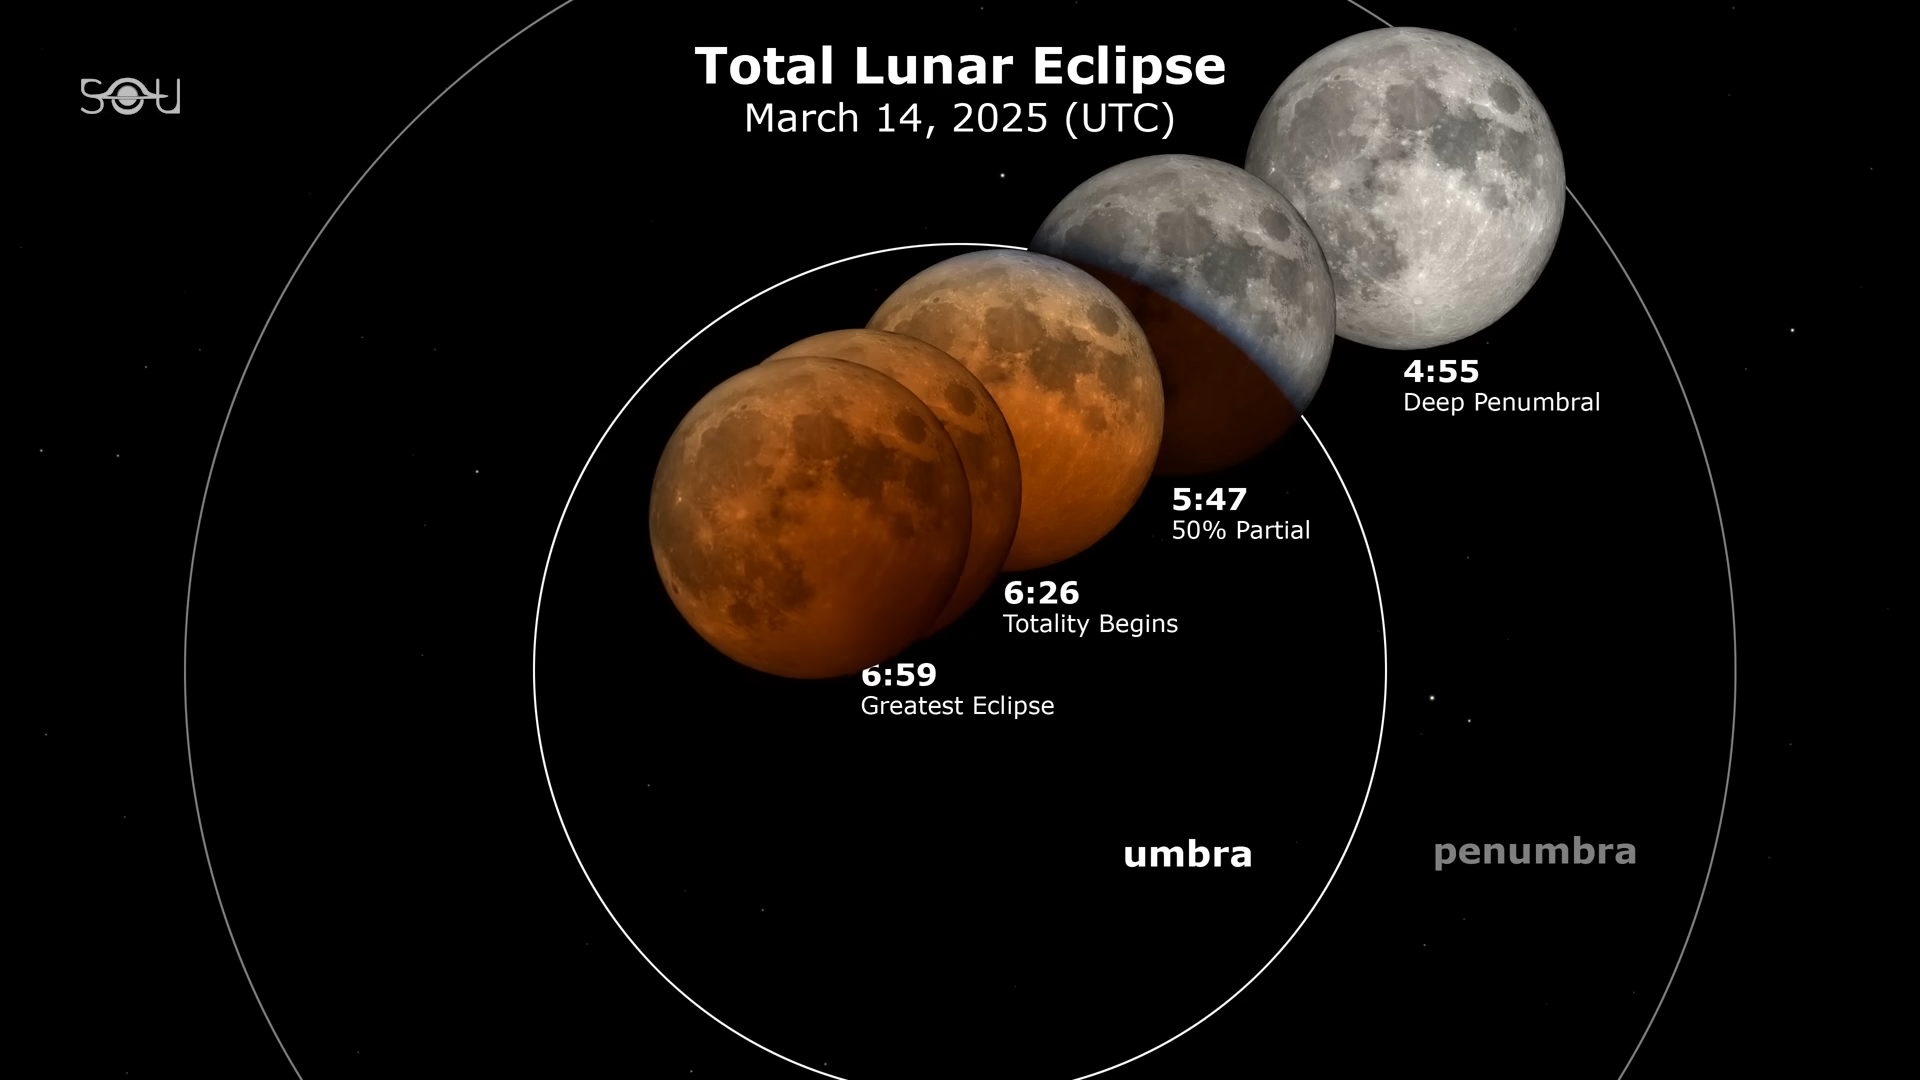 SOU
Total Lunar Eclipse
March 14, 2025 (UTC)
4:55
Deep Penumbral
5:47
50% Partial
6:26
Totality Begins
6:59
Greatest Eclipse
umbra
penumbra